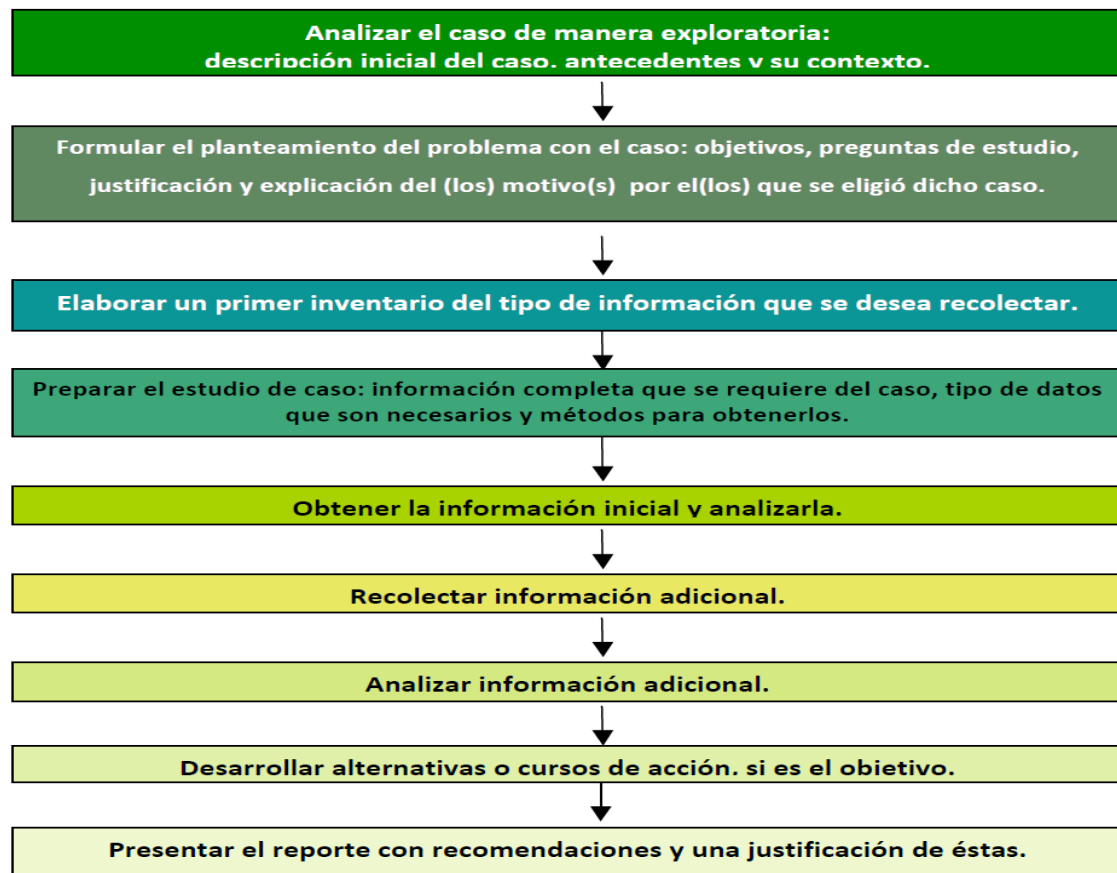 Analizar el caso de manera exploratoria:
descripción inicial del caso, antecedentes y su contexto.
Formular el planteamiento del problema con el caso: objetivos, preguntas de estudio,
justificación y explicación del (los) motivo(s) por el(los) que se eligió dicho caso.
Elaborar un primer inventario del tipo de información que se desea recolectar.
Preparar el estudio de caso: información completa que se requiere del caso, tipo de datos
que son necesarios y métodos para obtenerlos.
Obtener la información inicial y analizarla.
Recolectar información adicional.
Analizar información adicional.
Desarrollar alternativas o cursos de acción, si es el objetivo.
Presentar el reporte con recomendaciones y una justificación de éstas.